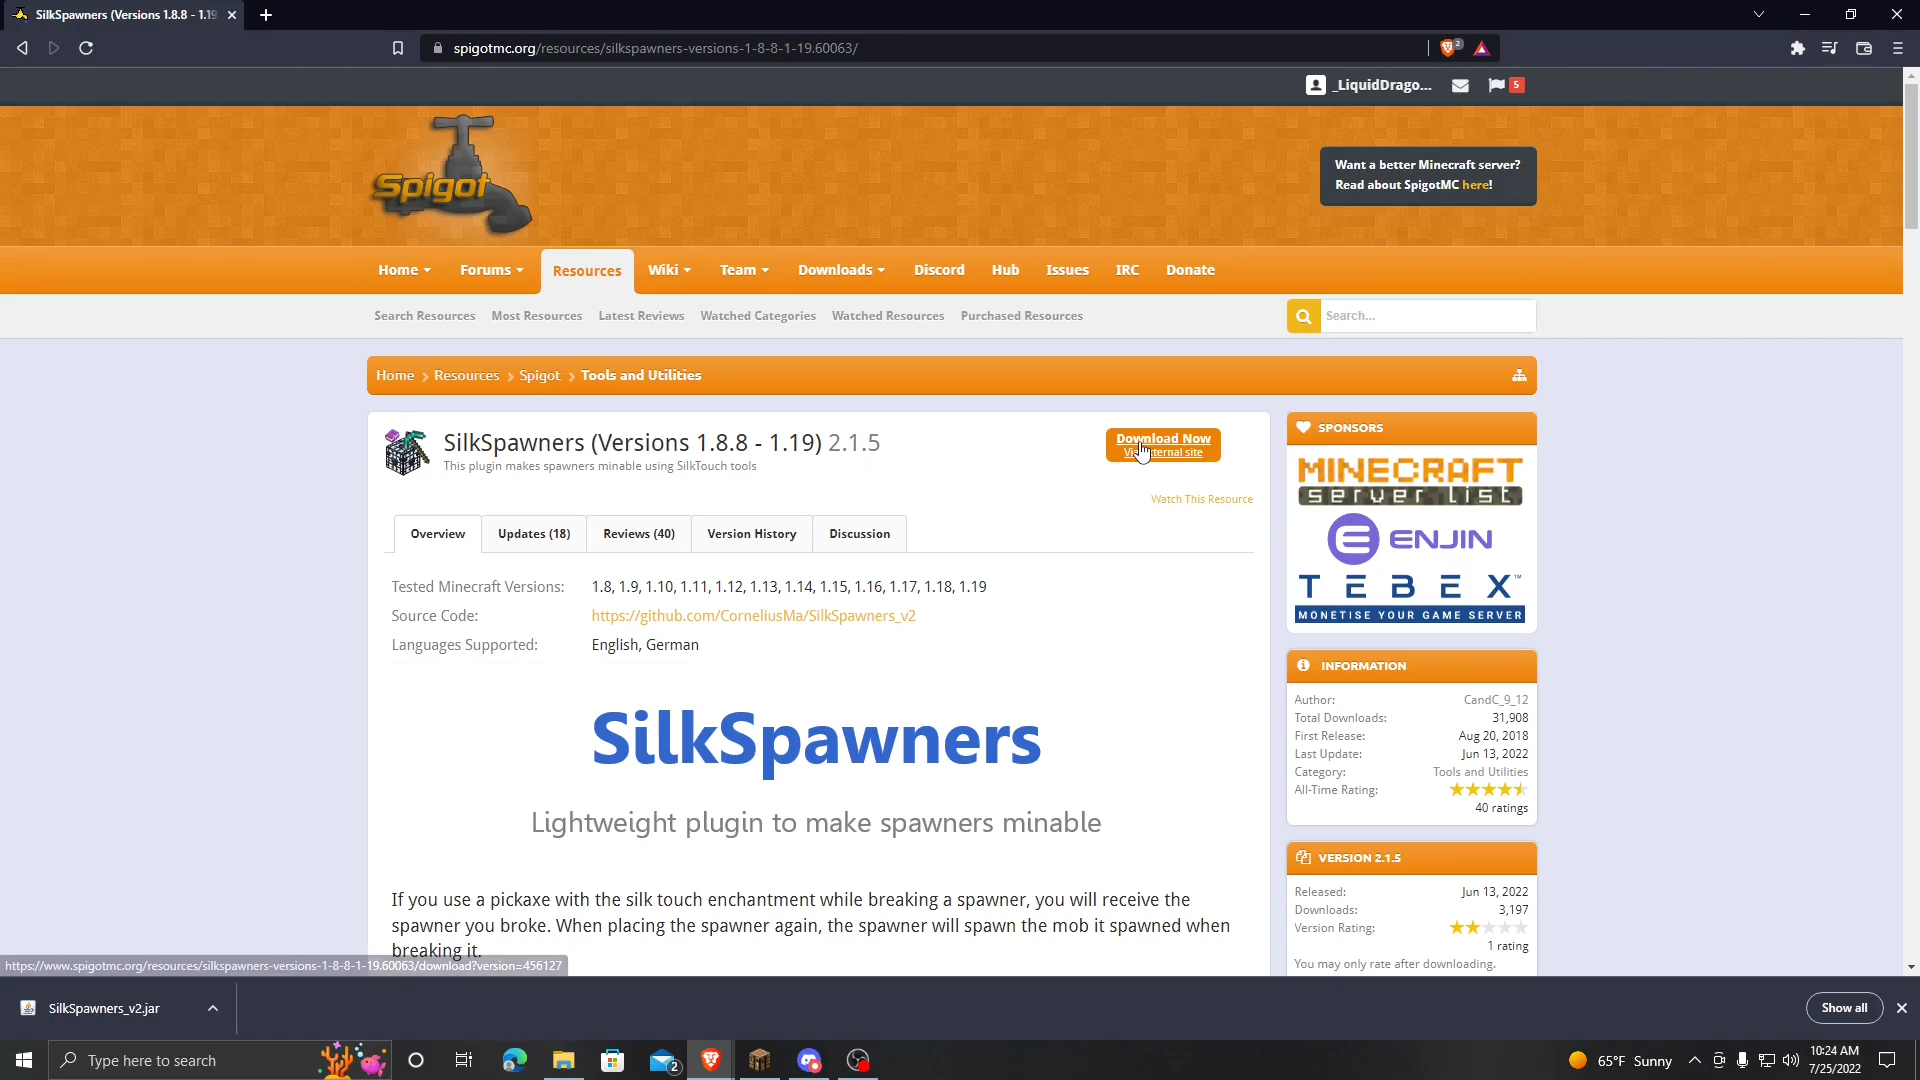 SilkSpawners (Versions 1.8.8 - 1.19
spigotmc.org/resources/silkspawners-versions-1-8-8-1-19.60063/
2
_LiquidDrago...
5
Spigot
Want a better Minecraft server?
Read about SpigotMC here!
Home Forums Resources Wiki Team Downloads Discord Hub Issues IRC Donate
Search Resources Most Resources Latest Reviews Watched Categories Watched Resources Purchased Resources
Search...
Home Resources Spigot Tools and Utilities
SilkSpawners (Versions 1.8.8 - 1.19) 2.1.5
This plugin makes spawners minable using SilkTouch tools
Download Now
Watch This Resource
Overview Updates (18) Reviews (40) Version History Discussion
Tested Minecraft Versions: 1.8, 1.9, 1.10, 1.11, 1.12, 1.13, 1.14, 1.15, 1.16, 1.17, 1.18, 1.19
Source Code: https://github.com/CorneliusMa/SilkSpawners_v2
Languages Supported: English, German
SilkSpawners
Lightweight plugin to make spawners minable
If you use a pickaxe with the silk touch enchantment while breaking a spawner, you will receive the
spawner you broke. When placing the spawner again, the spawner will spawn the mob it spawned when
breaking it.
SPONSORS
MINECRAFT
server list
ENJIN
TEBEX™
MONETISE YOUR GAME SERVER
INFORMATION
Author: CandC_9_12
Total Downloads: 31,908
First Release: Aug 20, 2018
Last Update: Jun 13, 2022
Category: Tools and Utilities
All-Time Rating:
40 ratings
VERSION 2.1.5
Released: Jun 13, 2022
Downloads: 3,197
Version Rating:
1 rating
You may only rate after downloading.
https://www.spigotmc.org/resources/silkspawners-versions-1-8-8-1-19.60063/download?version=456127
SilkSpawners_v2.jar
Show all
Type here to search
2
65°F Sunny
10:24 AM
7/25/2022